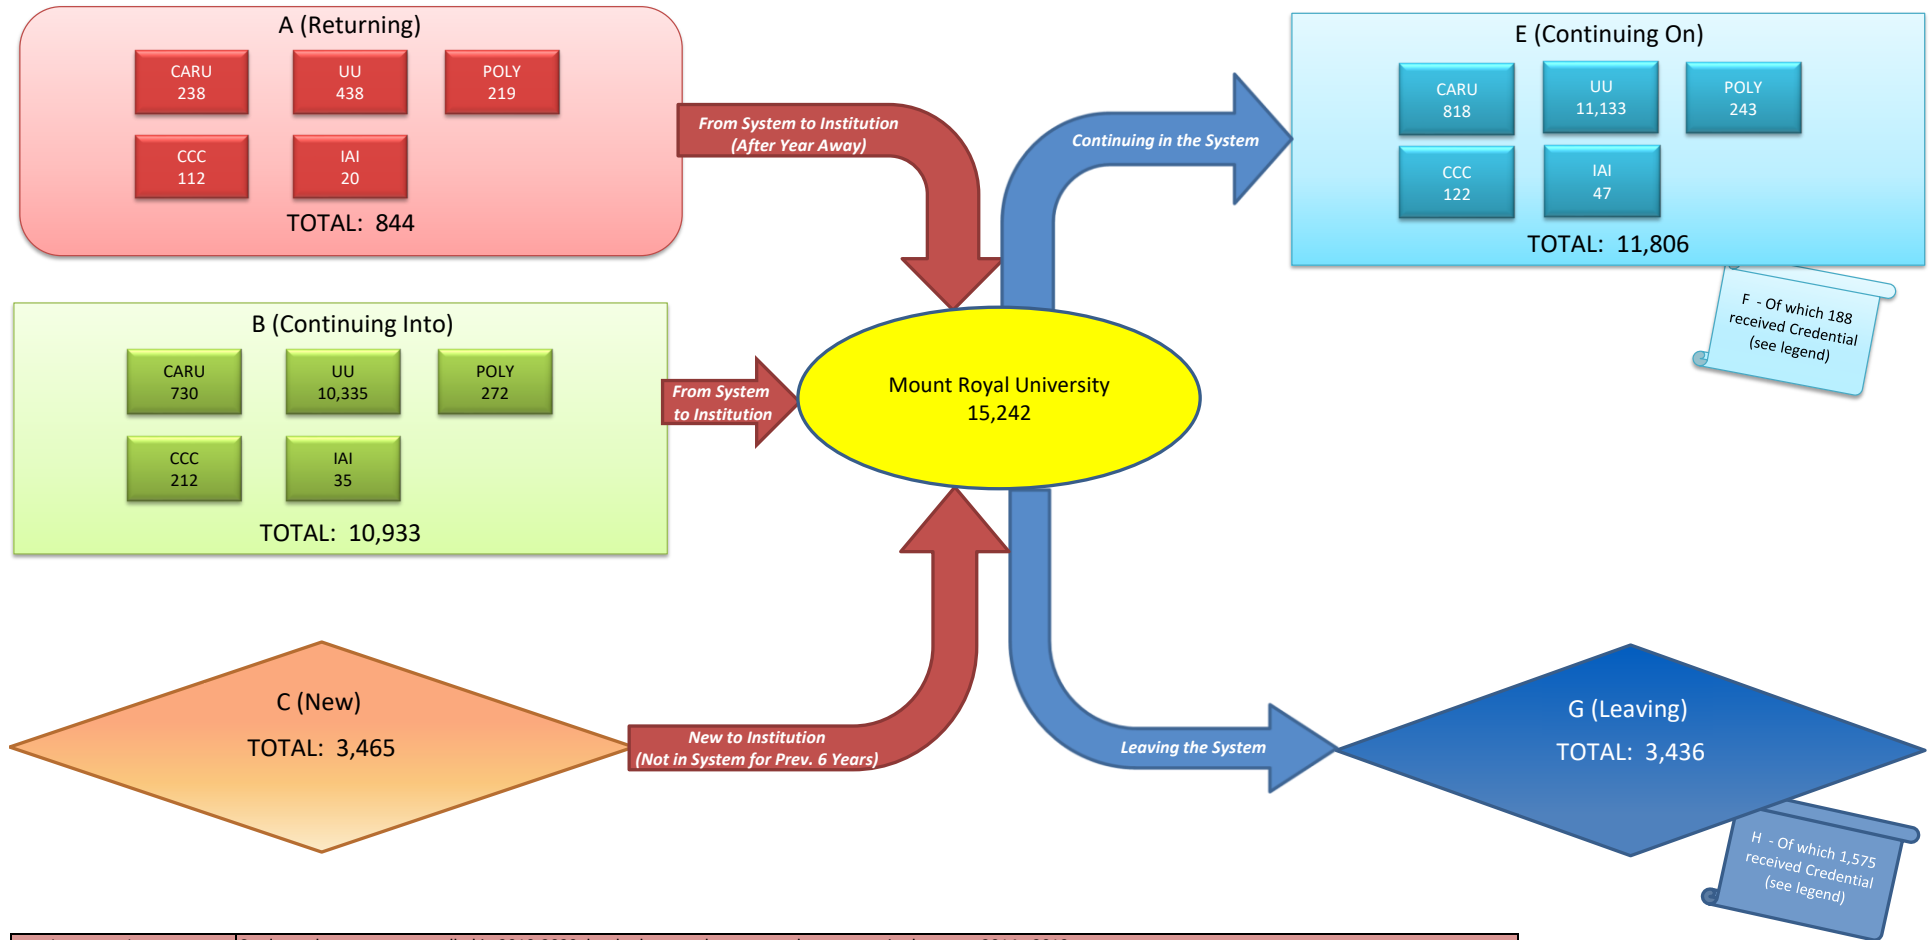 A (Returning)
CARU
238
UU
438
POLY
219
CCC
112
IAI
20
TOTAL: 844
From System to Institution
(After Year Away)
Continuing in the System
E (Continuing On)
CARU
818
UU
11,133
POLY
243
CCC
122
IAI
47
TOTAL: 11,806
F - Of which 188
received Credential
(see legend)
B (Continuing Into)
CARU
730
UU
10,335
POLY
272
CCC
212
IAI
35
TOTAL: 10,933
From System
to Institution
Mount Royal University
15,242
C (New)
TOTAL: 3,465
New to Institution
(Not in System for Prev. 6 Years)
Leaving the System
G (Leaving)
TOTAL: 3,436
H - Of which 1,575
received Credential
(see legend)